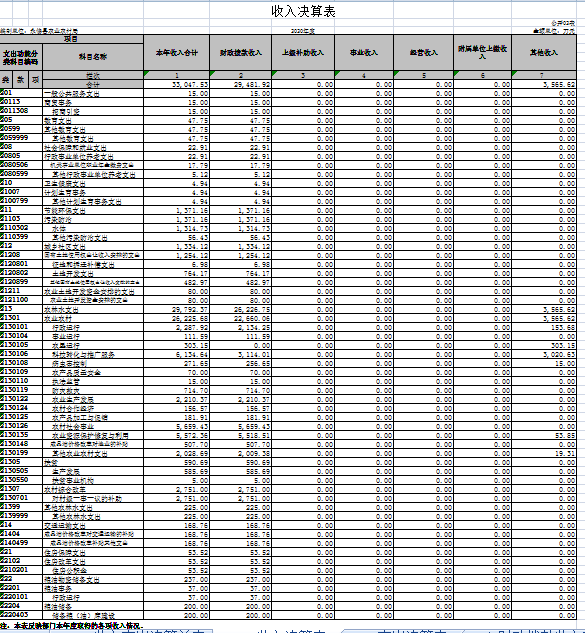 收入决算表
公开02表
编制单位：永修县农业农村局 2020年度 金额单位：万元
项目 本年收入合计 财政拨款收入 上级补助收入 事业收入 经营收入 附属单位上缴收入 其他收入
支出功能分类科目编码 科目名称
类 款 项 栏次 1 2 3 4 5 6 7
合计 33,047.53 29,481.92 0.00 0.00 0.00 0.00 3,565.62
201 一般公共服务支出 15.00 15.00 0.00 0.00 0.00 0.00 0.00
20113 商贸事务 15.00 15.00 0.00 0.00 0.00 0.00 0.00
2011308 招商引资 15.00 15.00 0.00 0.00 0.00 0.00 0.00
205 教育支出 47.75 47.75 0.00 0.00 0.00 0.00 0.00
20599 其他教育支出 47.75 47.75 0.00 0.00 0.00 0.00 0.00
2059999 其他教育支出 47.75 47.75 0.00 0.00 0.00 0.00 0.00
208 社会保障和就业支出 22.91 22.91 0.00 0.00 0.00 0.00 0.00
20805 行政事业单位养老支出 22.91 22.91 0.00 0.00 0.00 0.00 0.00
2080506 机关事业单位职业年金缴费支出 17.79 17.79 0.00 0.00 0.00 0.00 0.00
2080599 其他行政事业单位养老支出 5.12 5.12 0.00 0.00 0.00 0.00 0.00
210 卫生健康支出 4.94 4.94 0.00 0.00 0.00 0.00 0.00
21007 计划生育事务 4.94 4.94 0.00 0.00 0.00 0.00 0.00
2100799 其他计划生育事务支出 4.94 4.94 0.00 0.00 0.00 0.00 0.00
211 节能环保支出 1,371.16 1,371.16 0.00 0.00 0.00 0.00 0.00
21103 污染防治 1,371.16 1,371.16 0.00 0.00 0.00 0.00 0.00
2110302 水体 1,314.73 1,314.73 0.00 0.00 0.00 0.00 0.00
2110399 其他污染防治支出 56.43 56.43 0.00 0.00 0.00 0.00 0.00
212 城乡社区支出 1,334.12 1,334.12 0.00 0.00 0.00 0.00 0.00
21208 国有土地使用权出让收入安排的支出 1,254.12 1,254.12 0.00 0.00 0.00 0.00 0.00
2120801 征地和拆迁补偿支出 6.98 6.98 0.00 0.00 0.00 0.00 0.00
2120802 土地开发支出 764.17 764.17 0.00 0.00 0.00 0.00 0.00
2120899 其他国有土地使用权出让收入安排的支出 482.97 482.97 0.00 0.00 0.00 0.00 0.00
21211 农业土地开发资金安排的支出 80.00 80.00 0.00 0.00 0.00 0.00 0.00
2121100 农业土地开发资金安排的支出 80.00 80.00 0.00 0.00 0.00 0.00 0.00
213 农林水支出 29,792.37 26,226.75 0.00 0.00 0.00 0.00 3,565.62
21301 农业农村 26,225.68 22,660.06 0.00 0.00 0.00 0.00 3,565.62
2130101 行政运行 2,287.92 2,134.25 0.00 0.00 0.00 0.00 153.68
2130104 事业运行 111.59 111.59 0.00 0.00 0.00 0.00 0.00
2130105 农垦运行 303.15 0.00 0.00 0.00 0.00 0.00 303.15
2130106 科技转化与推广服务 6,134.64 3,114.01 0.00 0.00 0.00 0.00 3,020.63
2130108 病虫害控制 271.65 256.65 0.00 0.00 0.00 0.00 15.00
2130109 农产品质量安全 70.00 70.00 0.00 0.00 0.00 0.00 0.00
2130110 执法监管 15.00 15.00 0.00 0.00 0.00 0.00 0.00
2130119 防灾救灾 714.70 714.70 0.00 0.00 0.00 0.00 0.00
2130122 农业生产发展 2,210.37 2,210.37 0.00 0.00 0.00 0.00 0.00
2130124 农村合作经济 156.57 156.57 0.00 0.00 0.00 0.00 0.00
2130125 农产品加工与促销 181.91 181.91 0.00 0.00 0.00 0.00 0.00
2130126 农村社会事业 5,659.43 5,659.43 0.00 0.00 0.00 0.00 0.00
2130135 农业资源保护修复与利用 5,572.36 5,518.51 0.00 0.00 0.00 0.00 53.85
2130148 成品油价格改革对渔业的补贴 507.70 507.70 0.00 0.00 0.00 0.00 0.00
2130199 其他农业农村支出 2,028.69 2,009.38 0.00 0.00 0.00 0.00 19.31
21305 扶贫 590.69 590.69 0.00 0.00 0.00 0.00 0.00
2130505 生产发展 585.69 585.69 0.00 0.00 0.00 0.00 0.00
2130550 扶贫事业机构 5.00 5.00 0.00 0.00 0.00 0.00 0.00
21307 农村综合改革 2,751.00 2,751.00 0.00 0.00 0.00 0.00 0.00
2130701 对村级一事一议的补助 2,751.00 2,751.00 0.00 0.00 0.00 0.00 0.00
21399 其他农林水支出 225.00 225.00 0.00 0.00 0.00 0.00 0.00
2139999 其他农林水支出 225.00 225.00 0.00 0.00 0.00 0.00 0.00
214 交通运输支出 168.76 168.76 0.00 0.00 0.00 0.00 0.00
21404 成品油价格改革对交通运输的补贴 168.76 168.76 0.00 0.00 0.00 0.00 0.00
2140499 成品油价格改革补贴其他支出 168.76 168.76 0.00 0.00 0.00 0.00 0.00
221 住房保障支出 53.52 53.52 0.00 0.00 0.00 0.00 0.00
22102 住房改革支出 53.52 53.52 0.00 0.00 0.00 0.00 0.00
2210201 住房公积金 53.52 53.52 0.00 0.00 0.00 0.00 0.00
222 粮油物资储备支出 237.00 237.00 0.00 0.00 0.00 0.00 0.00
22201 粮油事务 37.00 37.00 0.00 0.00 0.00 0.00 0.00
2220101 行政运行 37.00 37.00 0.00 0.00 0.00 0.00 0.00
22204 粮油储备 200.00 200.00 0.00 0.00 0.00 0.00 0.00
2220403 储备粮（油）库建设 200.00 200.00 0.00 0.00 0.00 0.00 0.00
注：本表反映部门本年度取得的各项收入情况。